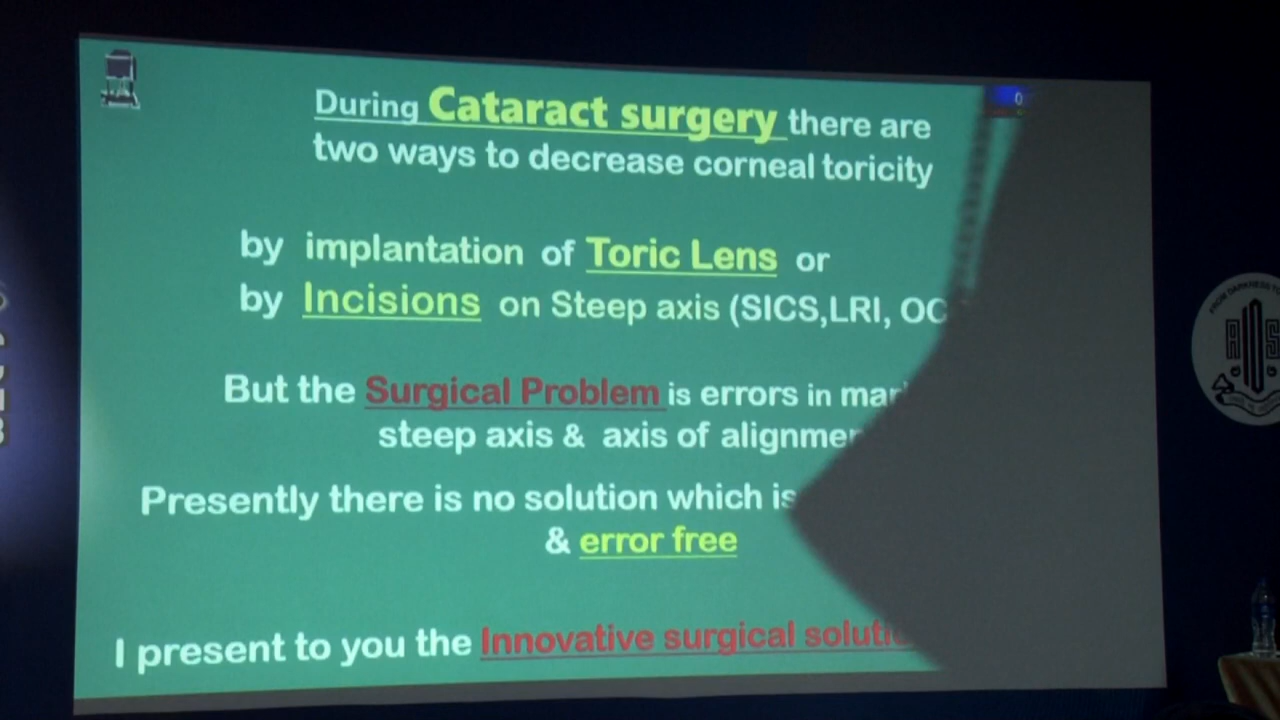 During Cataract surgery there are
two ways to decrease corneal toricity
by implantation of Toric Lens or
by Incisions on Steep axis (SICS,LRI, OC
But the Surgical Problem is errors in
steep axis & axis of
Presently there is no solution which is
& error free
I present to you the Innovative surgical